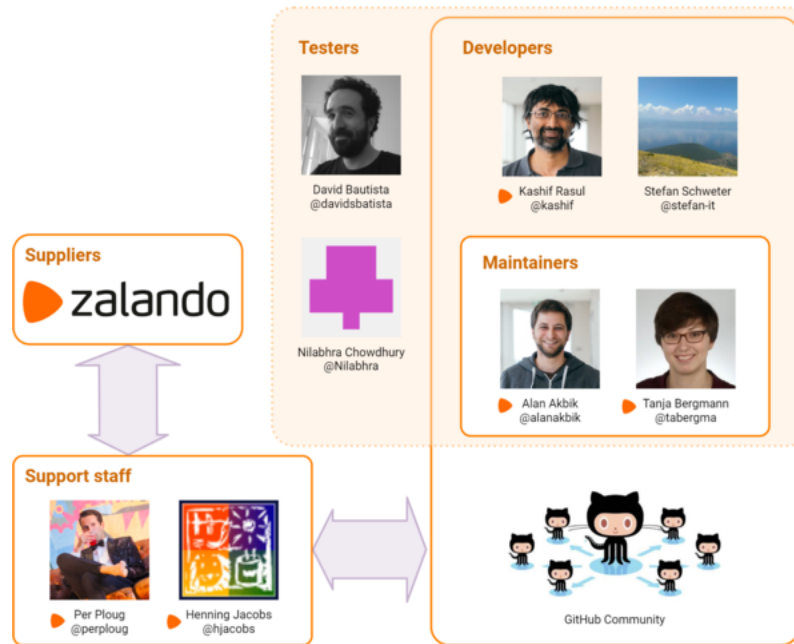 Testers
Developers
David Bautista
@davidsbatista
Kashif Rasul
@kashif
Stefan Schweter
@stefan-it
Suppliers
zalando
Nilabhra Chowdhury
@Nilabhra
Maintainers
Alan Akbik
@alanakbik
Tanja Bergmann
@tabergma
Support staff
Per Ploug
@perploug
Henning Jacobs
@hjacobs
GitHub Community